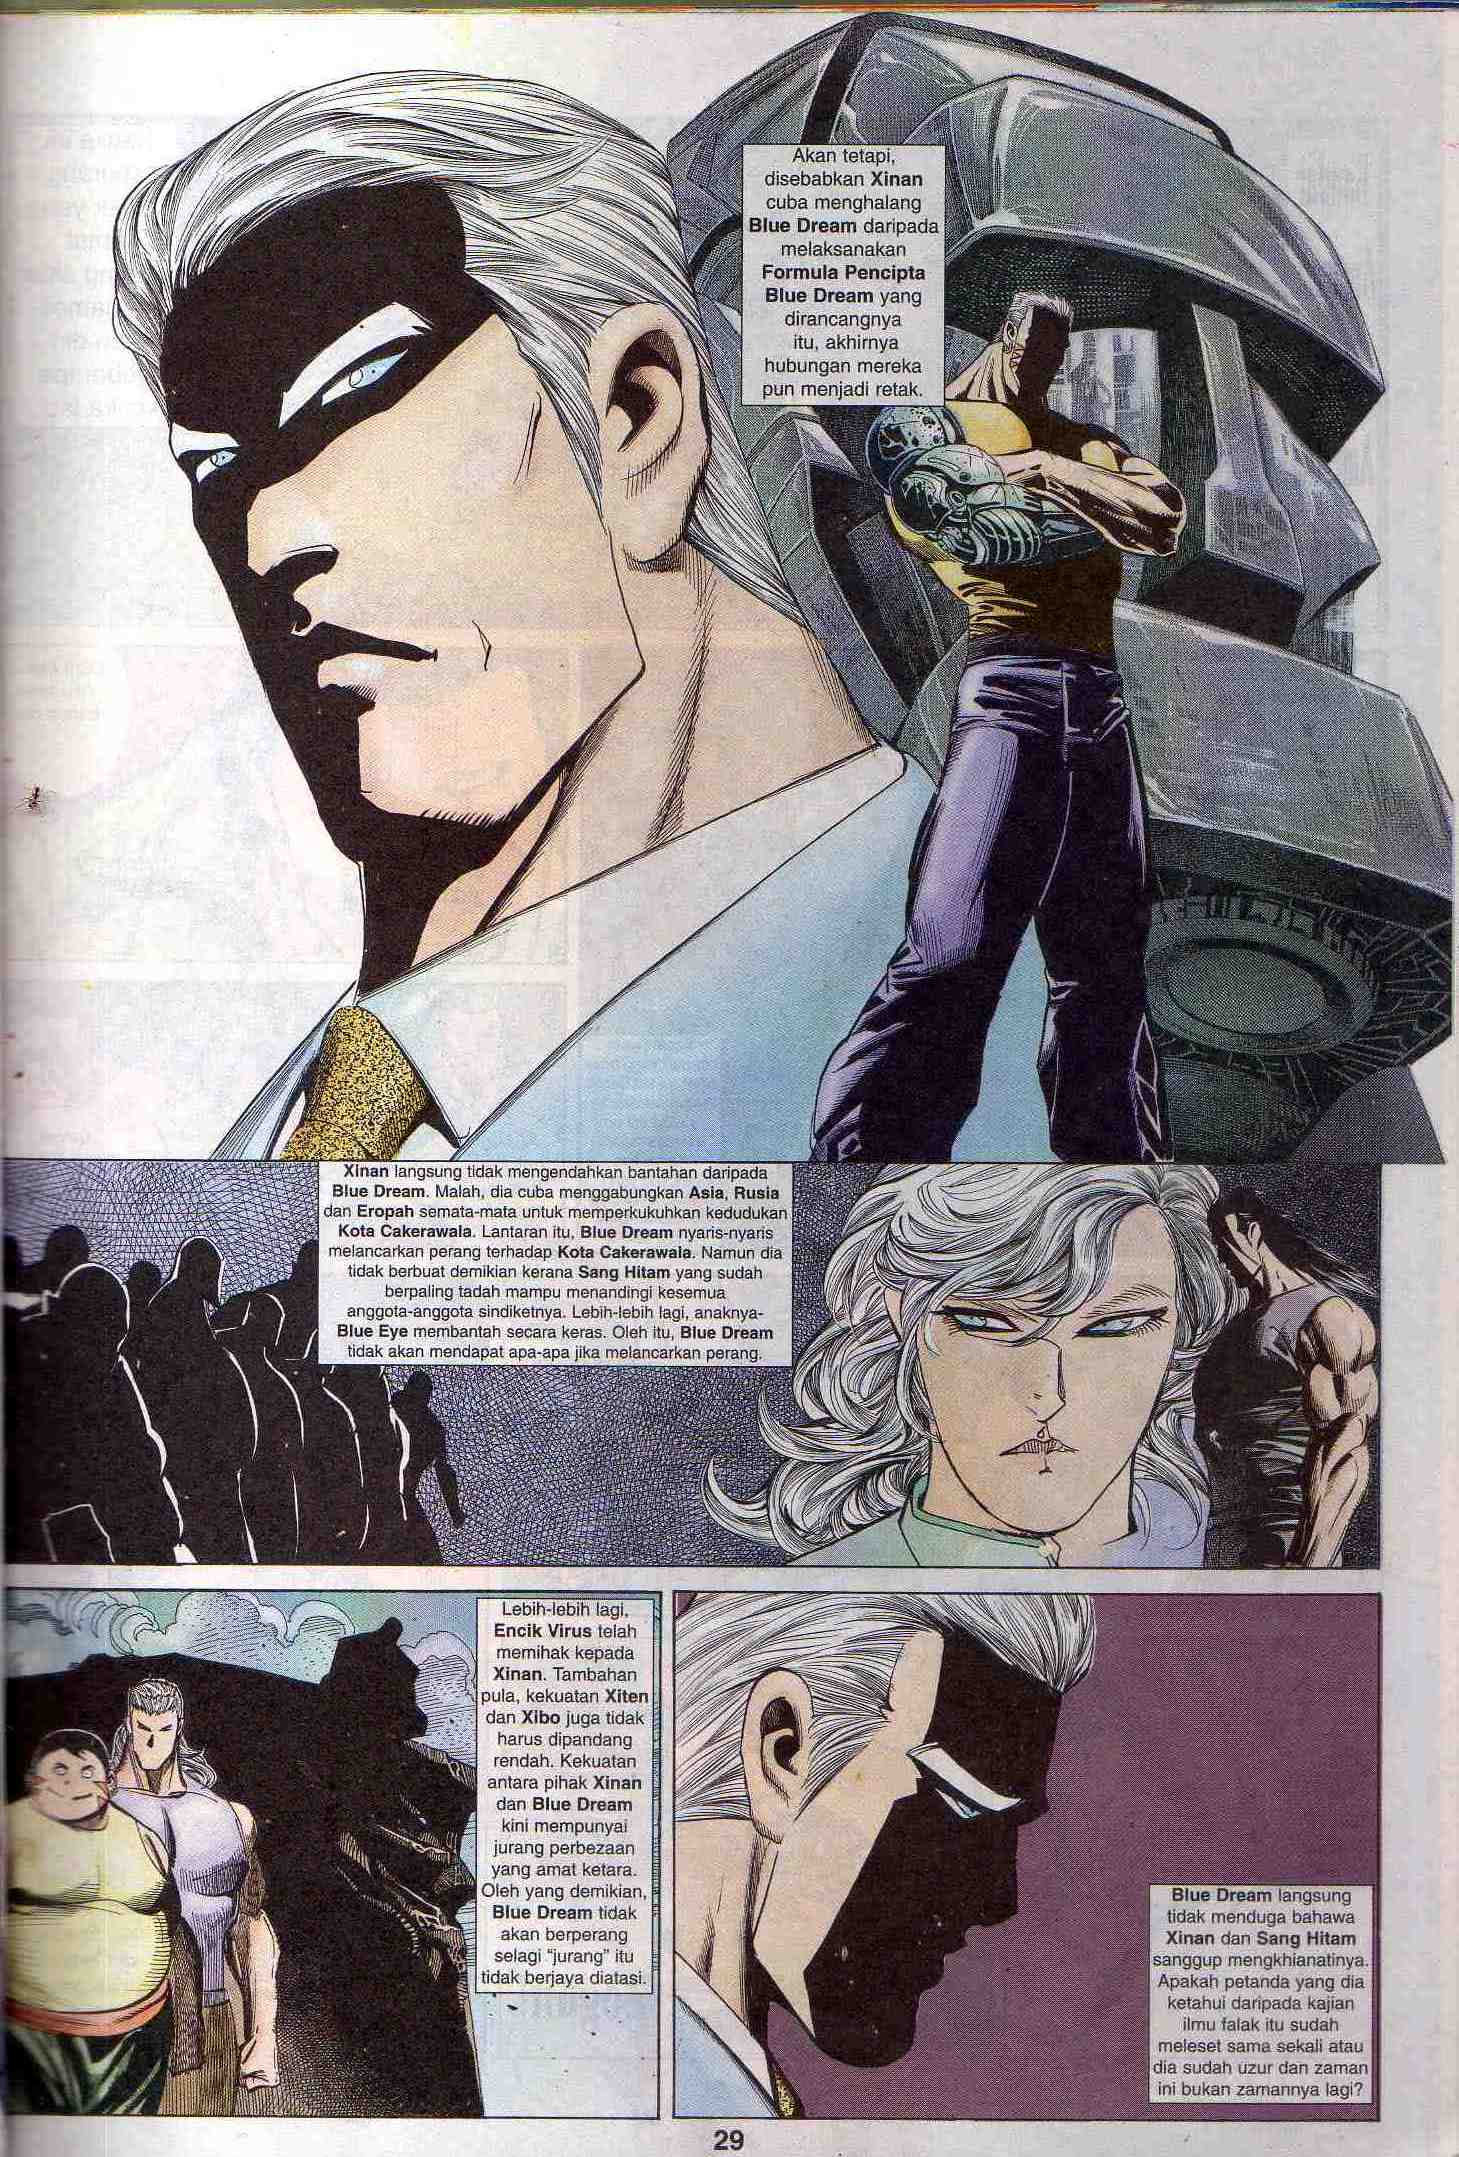 Akan tetapi,
disebabkan Xinan
cuba menghalang
Blue Dream daripada
melaksanakan
Formula Pencipta
Blue Dream yang
dirancangnya
itu, akhirnya
hubungan mereka
pun menjadi retak.
Xinan langsung tidak mengendahkan bantahan daripada
Blue Dream. Malah, dia cuba menggabungkan Asia, Rusia
dan Eropah semata-mata untuk memperkukuhkan kedudukan
Kota Cakerawala. Lantaran itu, Blue Dream nyaris-nyaris
melancarkan perang terhadap Kota Cakerawala. Namun dia
tidak berbuat demikian kerana Sang Hitam yang sudah
berpaling tadah mampu menandingi kesemua
anggota-anggota sindiketnya. Lebih-lebih lagi, anaknya-
Blue Eye membantah secara keras. Oleh itu, Blue Dream
tidak akan mendapat apa-apa jika melancarkan perang.
Lebih-lebih lagi,
Encik Virus telah
memihak kepada
Xinan. Tambahan
pula, kekuatan Xiten
dan Xibo juga tidak
harus dipandang
rendah. Kekuatan
antara pihak Xinan
dan Blue Dream
kini mempunyai
jurang perbezaan
yang amat ketara.
Oleh yang demikian,
Blue Dream tidak
akan berperang
selagi "jurang" itu
tidak berjaya diatasi.
Blue Dream langsung
tidak menduga bahawa
Xinan dan Sang Hitam
sanggup mengkhianatinya.
Apakah petanda yang dia
ketahui daripada kajian
ilmu falak itu sudah
meleset sama sekali atau
dia sudah uzur dan zaman
ini bukan zamannya lagi?
29